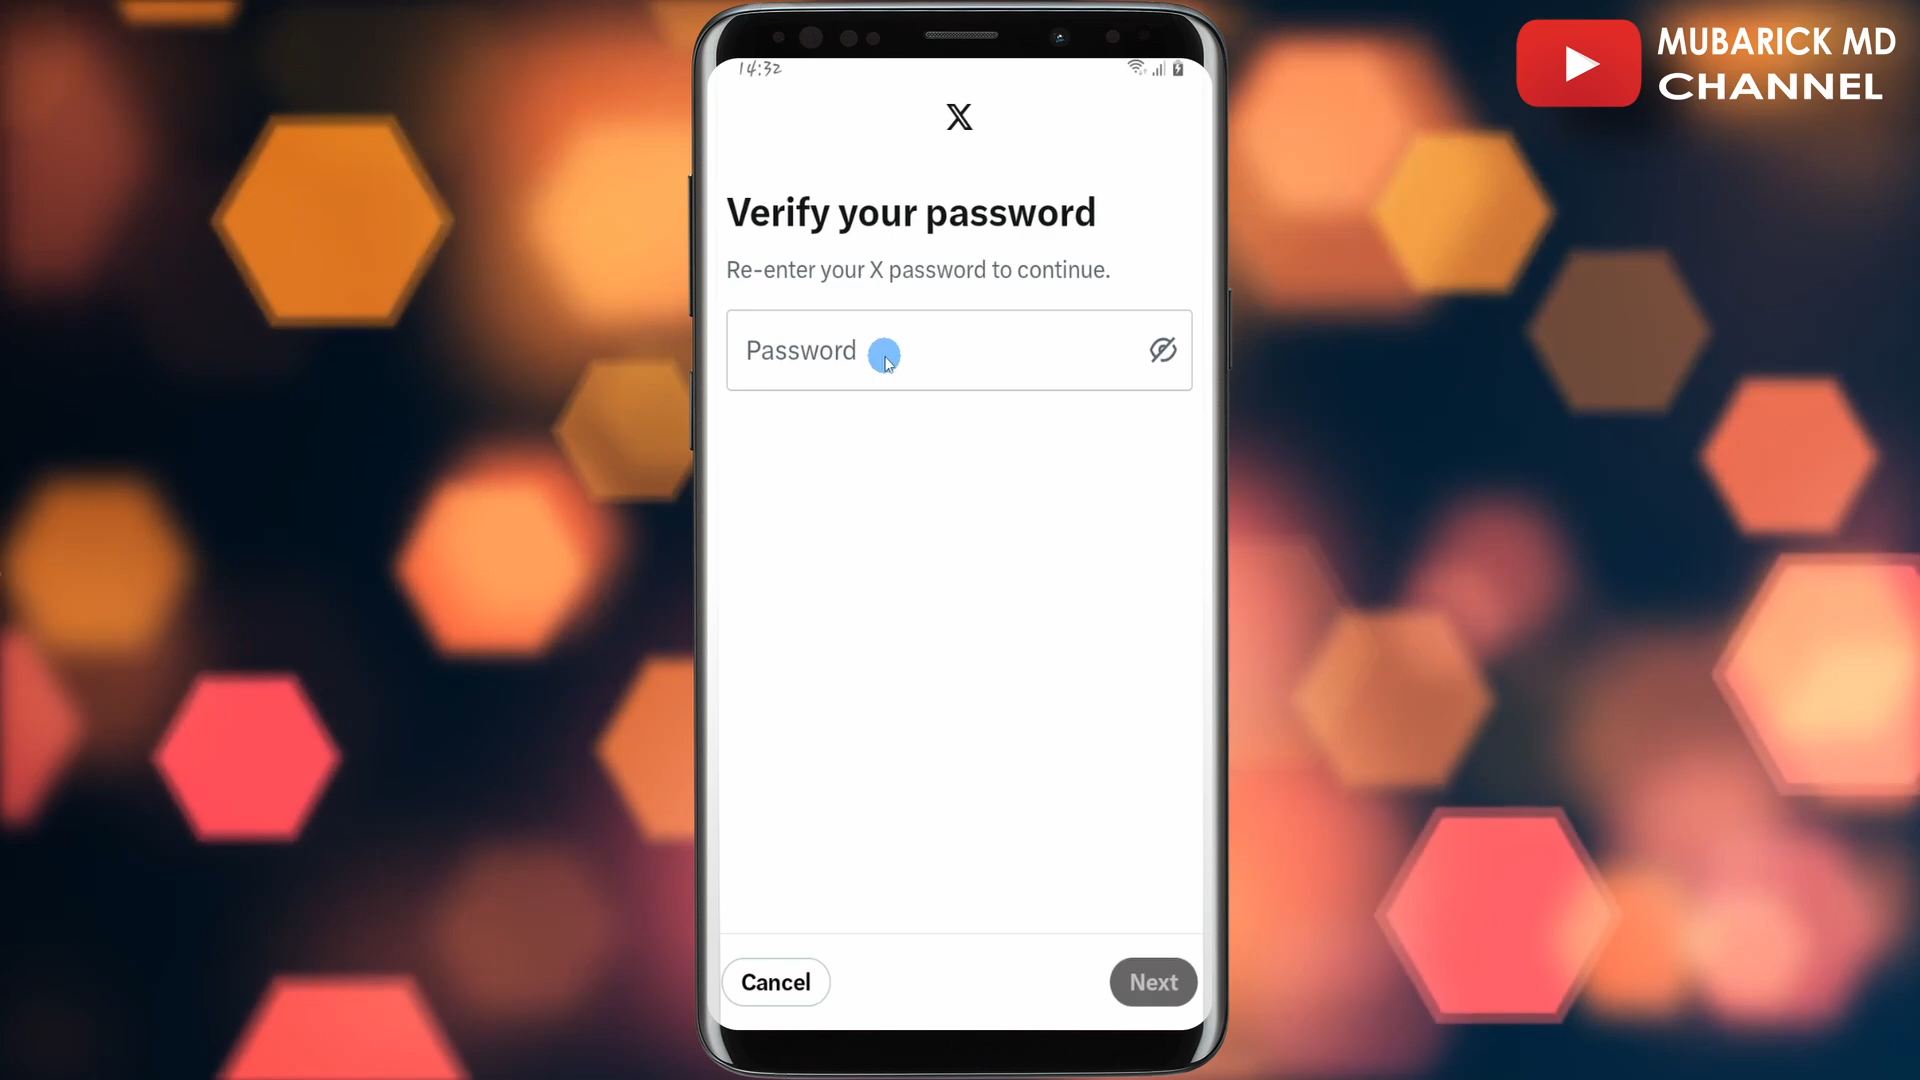 MUBARICK MD
CHANNEL
14:32
X
Verify your password
Re-enter your X password to continue.
Password
Cancel
Next